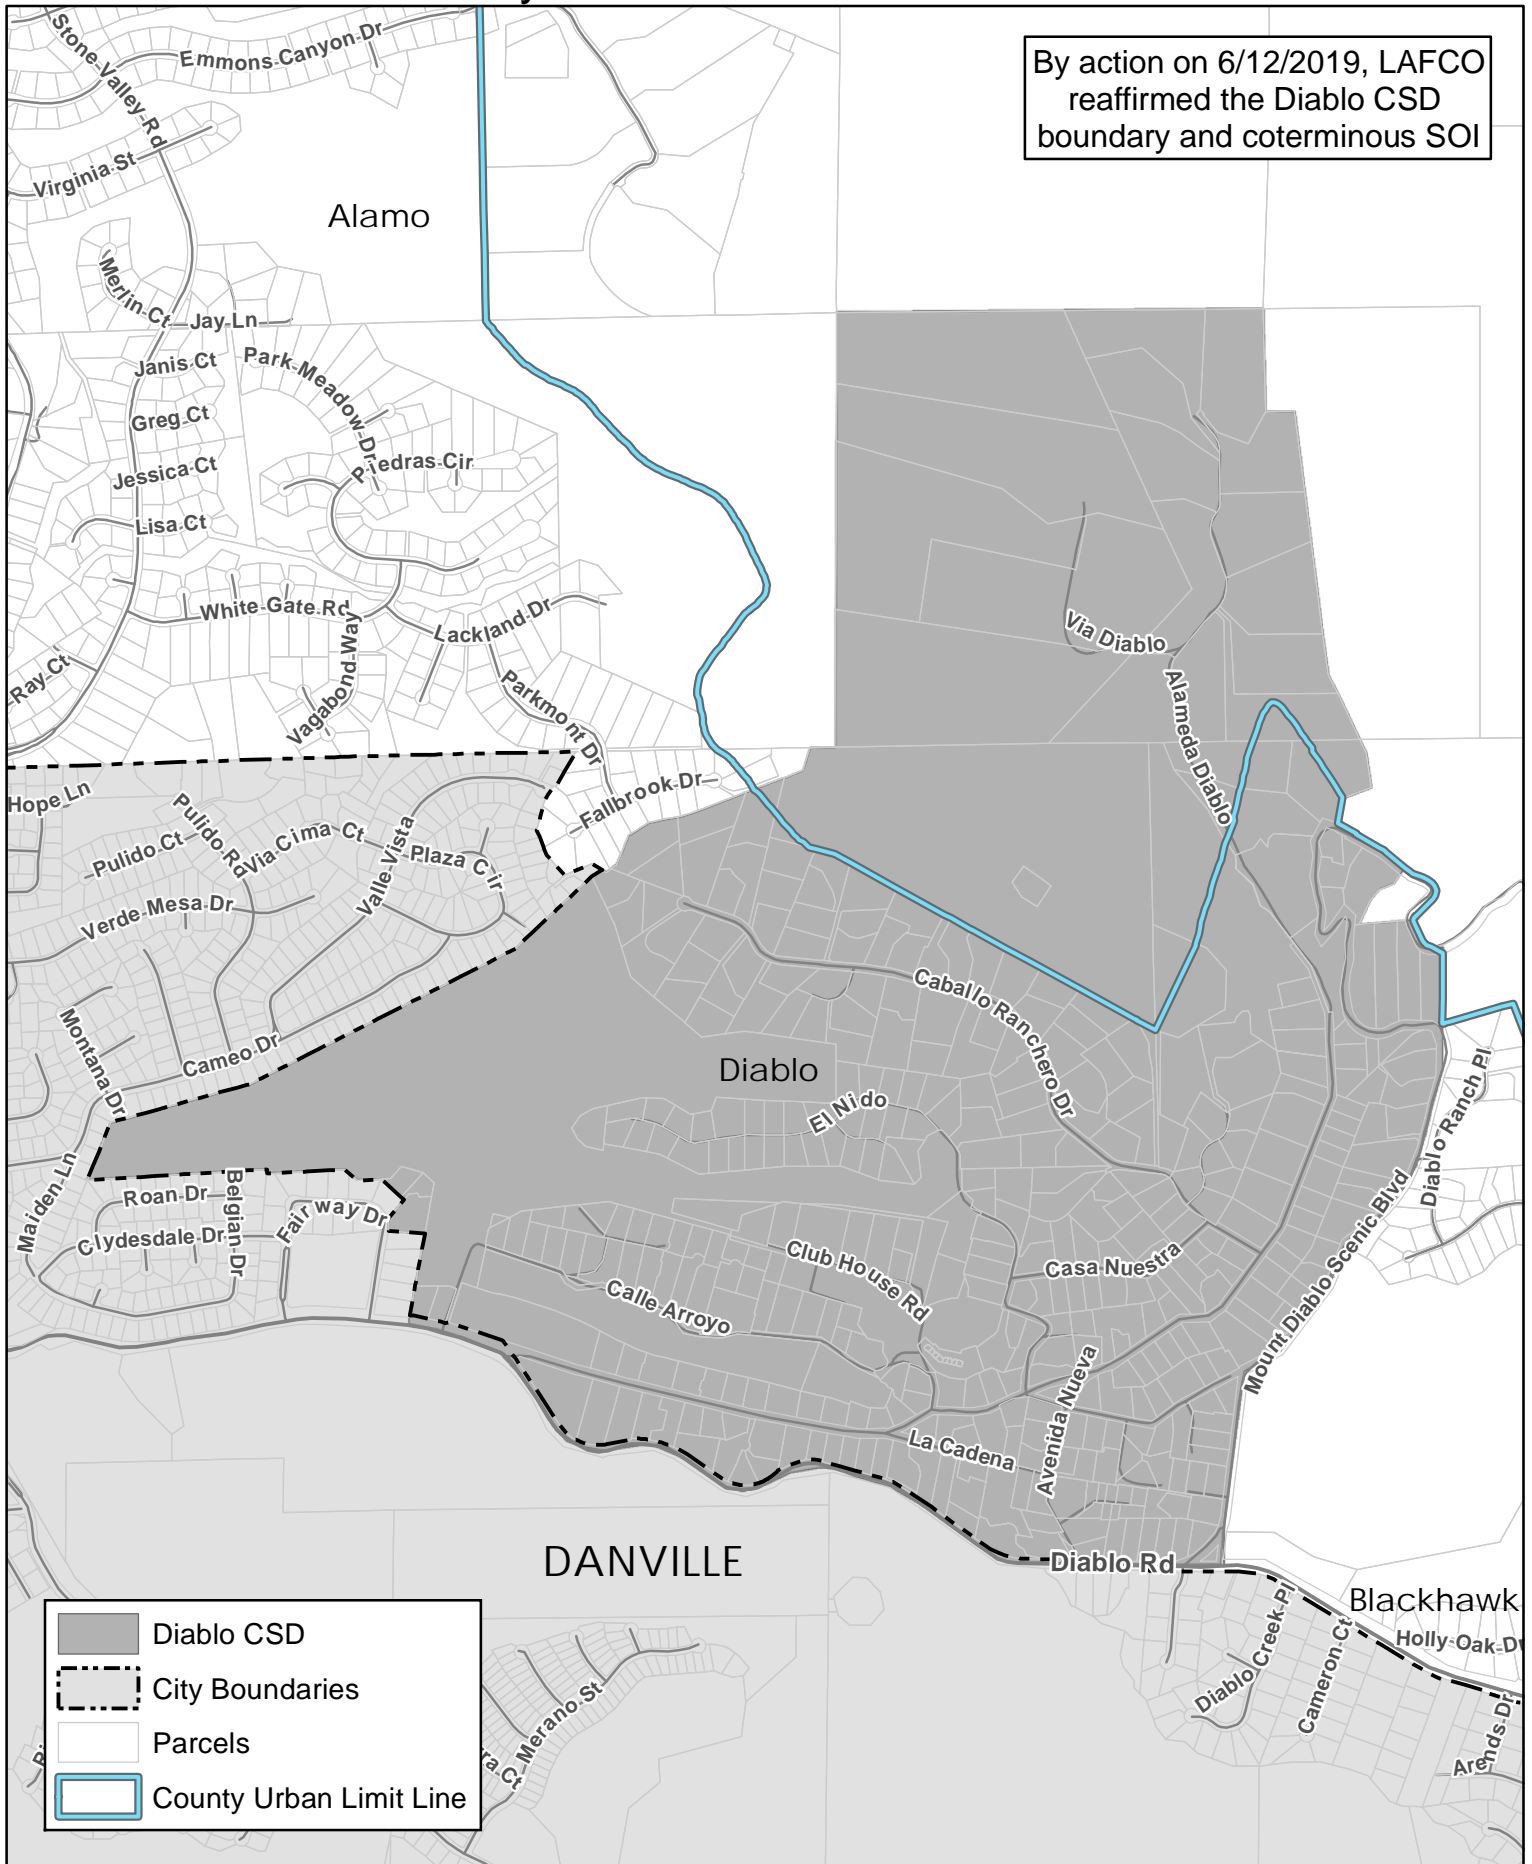 By action on 6/12/2019, LAFCO
reaffirmed the Diablo CSD
boundary and coterminous SOI
Stone Valley Rd
Emmons Canyon Dr
Virginia St
Alamo
Merlin Ct
Jay Ln
Janis Ct
Park Meadow Dr
Greg Ct
Piedras Cir
Jessica Ct
Lisa Ct
White Gate Rd
Lackland Dr
Via Diablo
Ray Ct
Vagabond Way
Parkmont Dr
Alameda Diablo
Hope Ln
Fallbrook Dr
Pulido Rd
Pulido Ct
Via Cima Ct
Valle Vista
Plaza Cir
Verde Mesa Dr
Caballo Ranchero Dr
Montana Dr
Cameo Dr
Diablo
El Nido
Diablo Ranch Pl
Maiden Ln
Roan Dr
Belgian Dr
Fairway Dr
Clydesdale Dr
Mount Diablo Scenic Blvd
Club House Rd
Casa Nuestra
Calle Arroyo
Avenida Nueva
La Cadena
DANVILLE
Diablo Rd
Blackhawk
Diablo Creek Pl
Cameron Ct
Holly Oak Dr
Arends Dr
Merano St
ra Ct
Diablo CSD
City Boundaries
Parcels
County Urban Limit Line